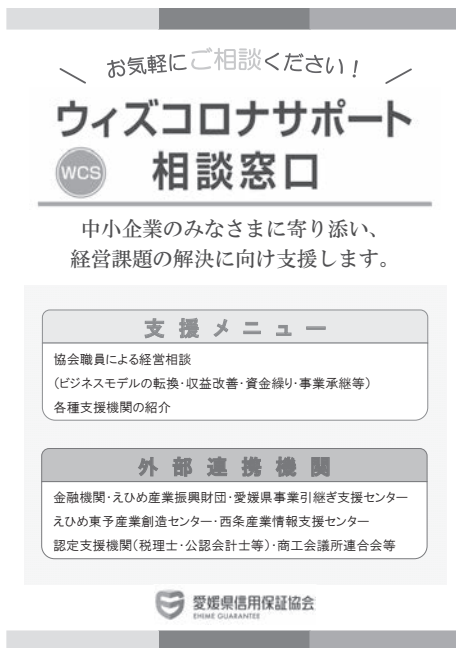 お気軽にご相談ください!
ウィズコロナサポート
WCS
相談窓口
中小企業のみなさまに寄り添い、
経営課題の解決に向け支援します。
支援メニュー
協会職員による経営相談
(ビジネスモデルの転換・収益改善・資金繰り・事業承継等)
各種支援機関の紹介
外部連携機関
金融機関・えひめ産業振興財団・愛媛県事業引継ぎ支援センター
えひめ東予産業創造センター・西条産業情報支援センター
認定支援機関(税理士・公認会計士等)・商工会議所連合会等
愛媛県信用保証協会
EHIME GUARANTEE